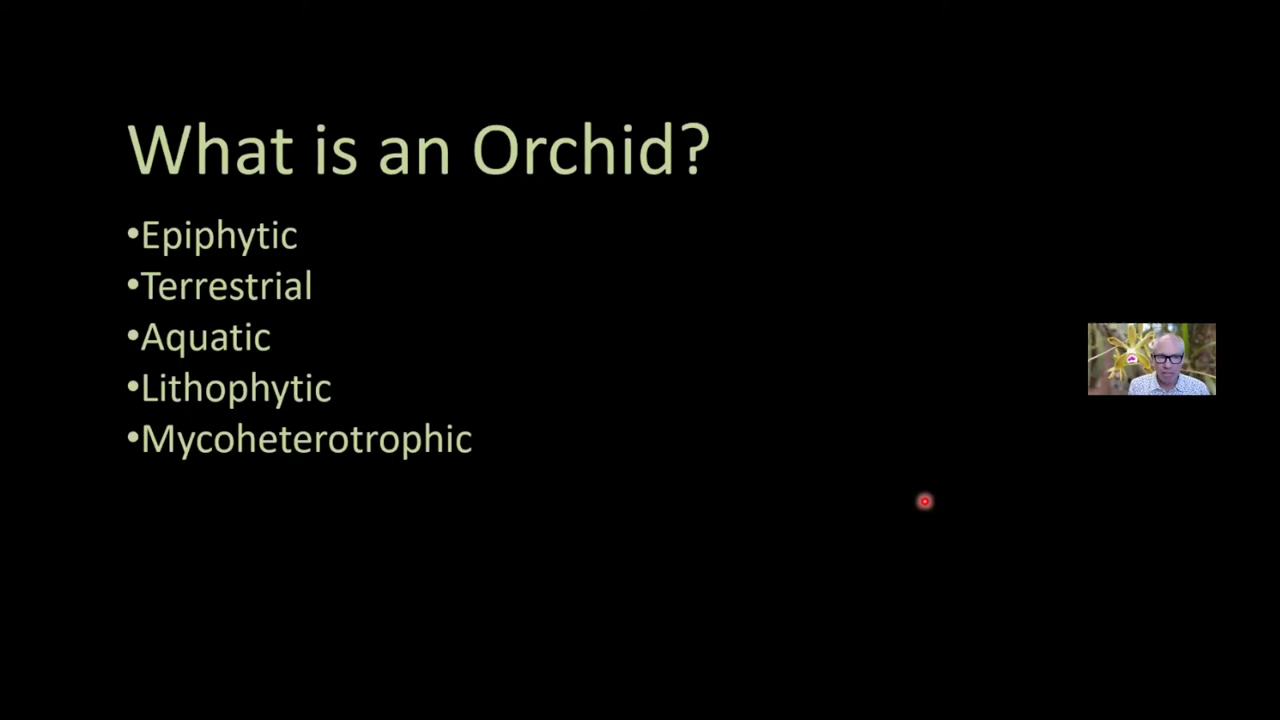 What is an Orchid?
•Epiphytic
•Terrestrial
•Aquatic
•Lithophytic
•Mycoheterotrophic